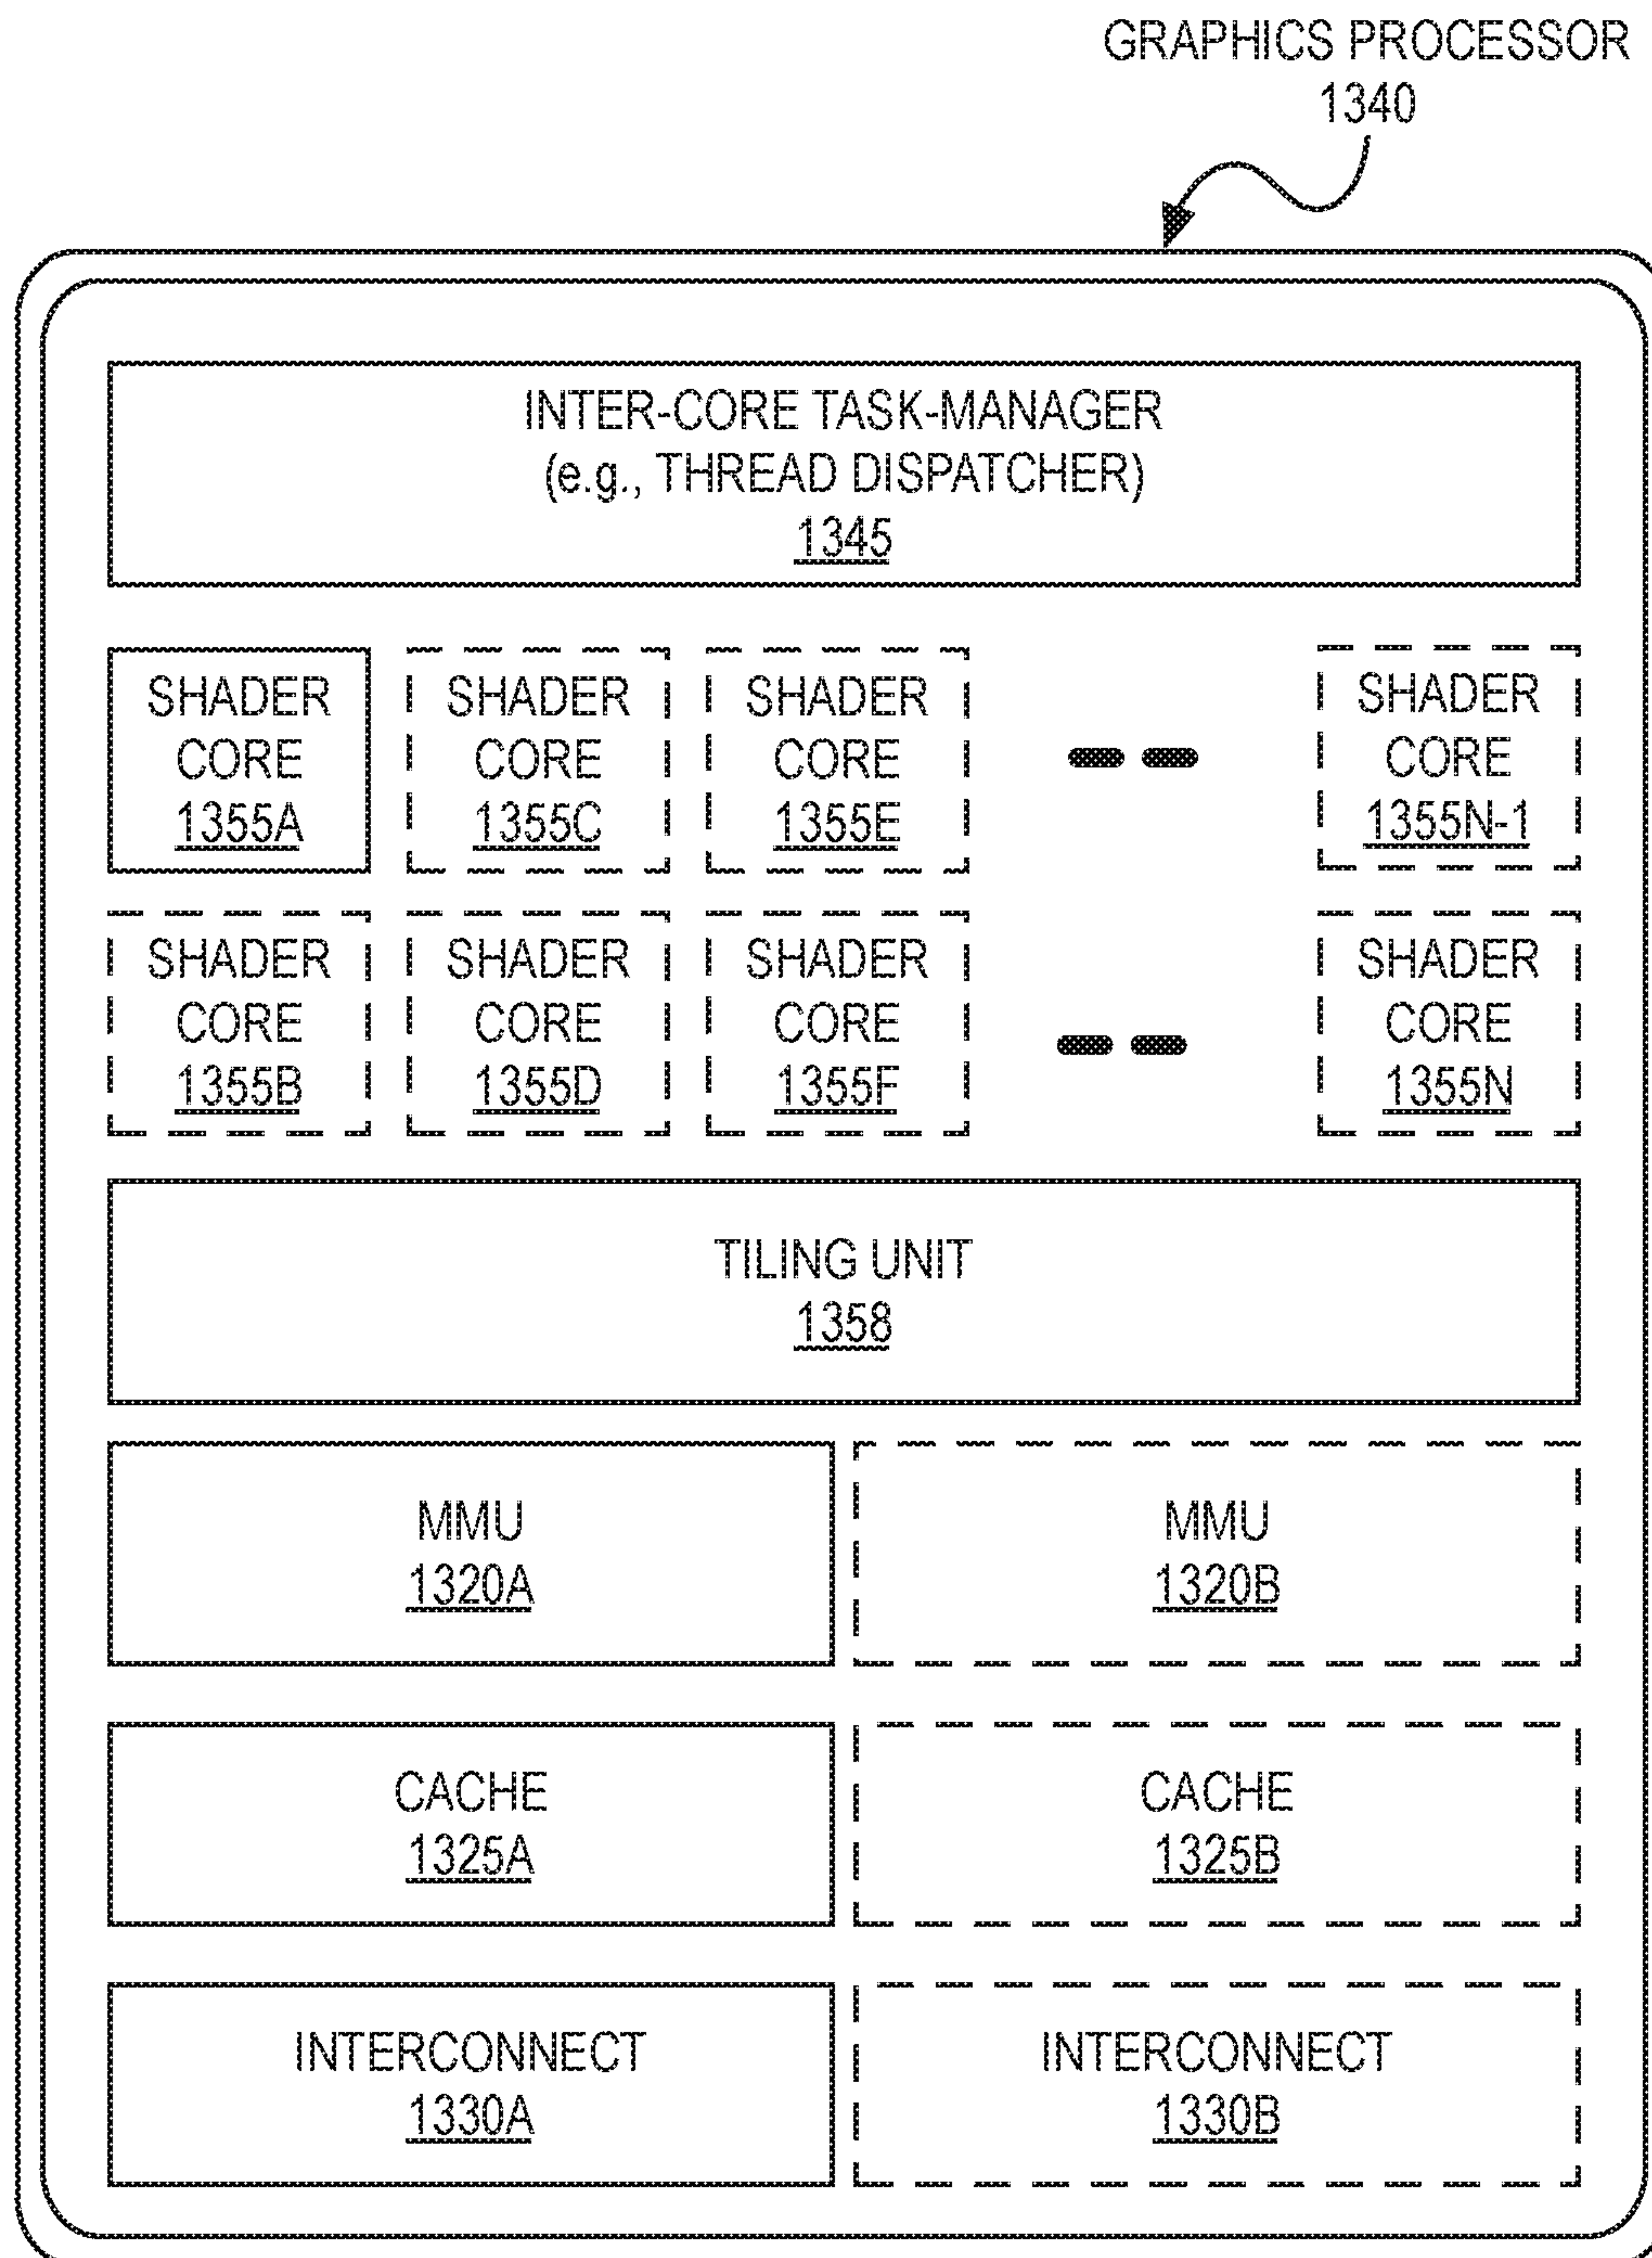 GRAPHICS PROCESSOR
1340
INTER-CORE TASK-MANAGER
(e.g., THREAD DISPATCHER)
1345
SHADER
CORE
1355A
SHADER
CORE
1355C
SHADER
CORE
1355E
SHADER
CORE
1355N-1
SHADER
CORE
1355B
SHADER
CORE
1355D
SHADER
CORE
1355F
SHADER
CORE
1355N
TILING UNIT
1358
MMU
1320A
MMU
1320B
CACHE
1325A
CACHE
1325B
INTERCONNECT
1330A
INTERCONNECT
1330B